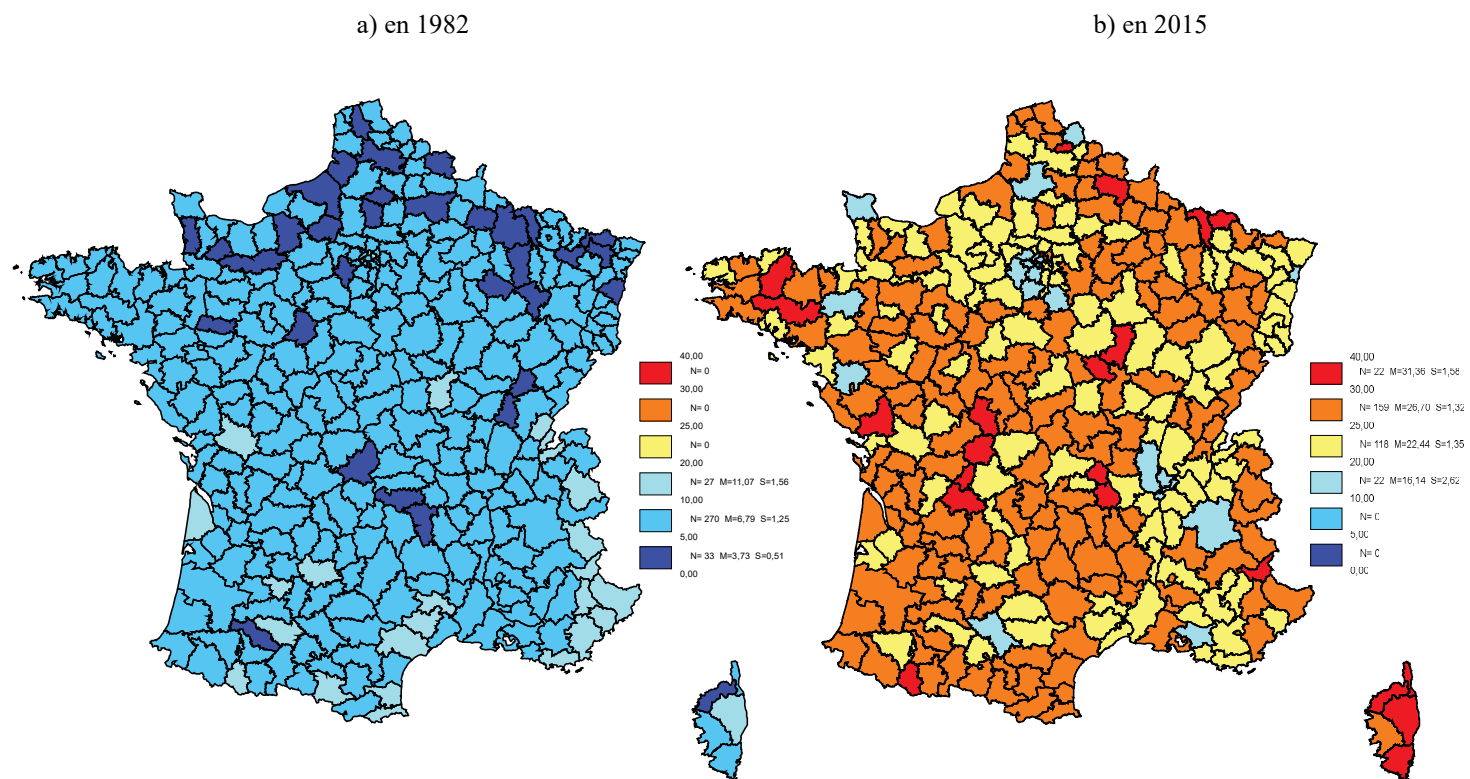 a) en 1982
b) en 2015
40,00
N= 0
30,00
N= 0
25,00
N= 0
20,00
N= 27 M=11,07 S=1,56
10,00
N= 270 M=6,79 S=1,25
5,00
N= 33 M=3,73 S=0,51
0,00
40,00
N= 22 M=31,36 S=1,58
30,00
N= 159 M=26,70 S=1,32
25,00
N= 118 M=22,44 S=1,35
20,00
N= 22 M=16,14 S=2,62
10,00
N= 0
5,00
N= 0
0,00